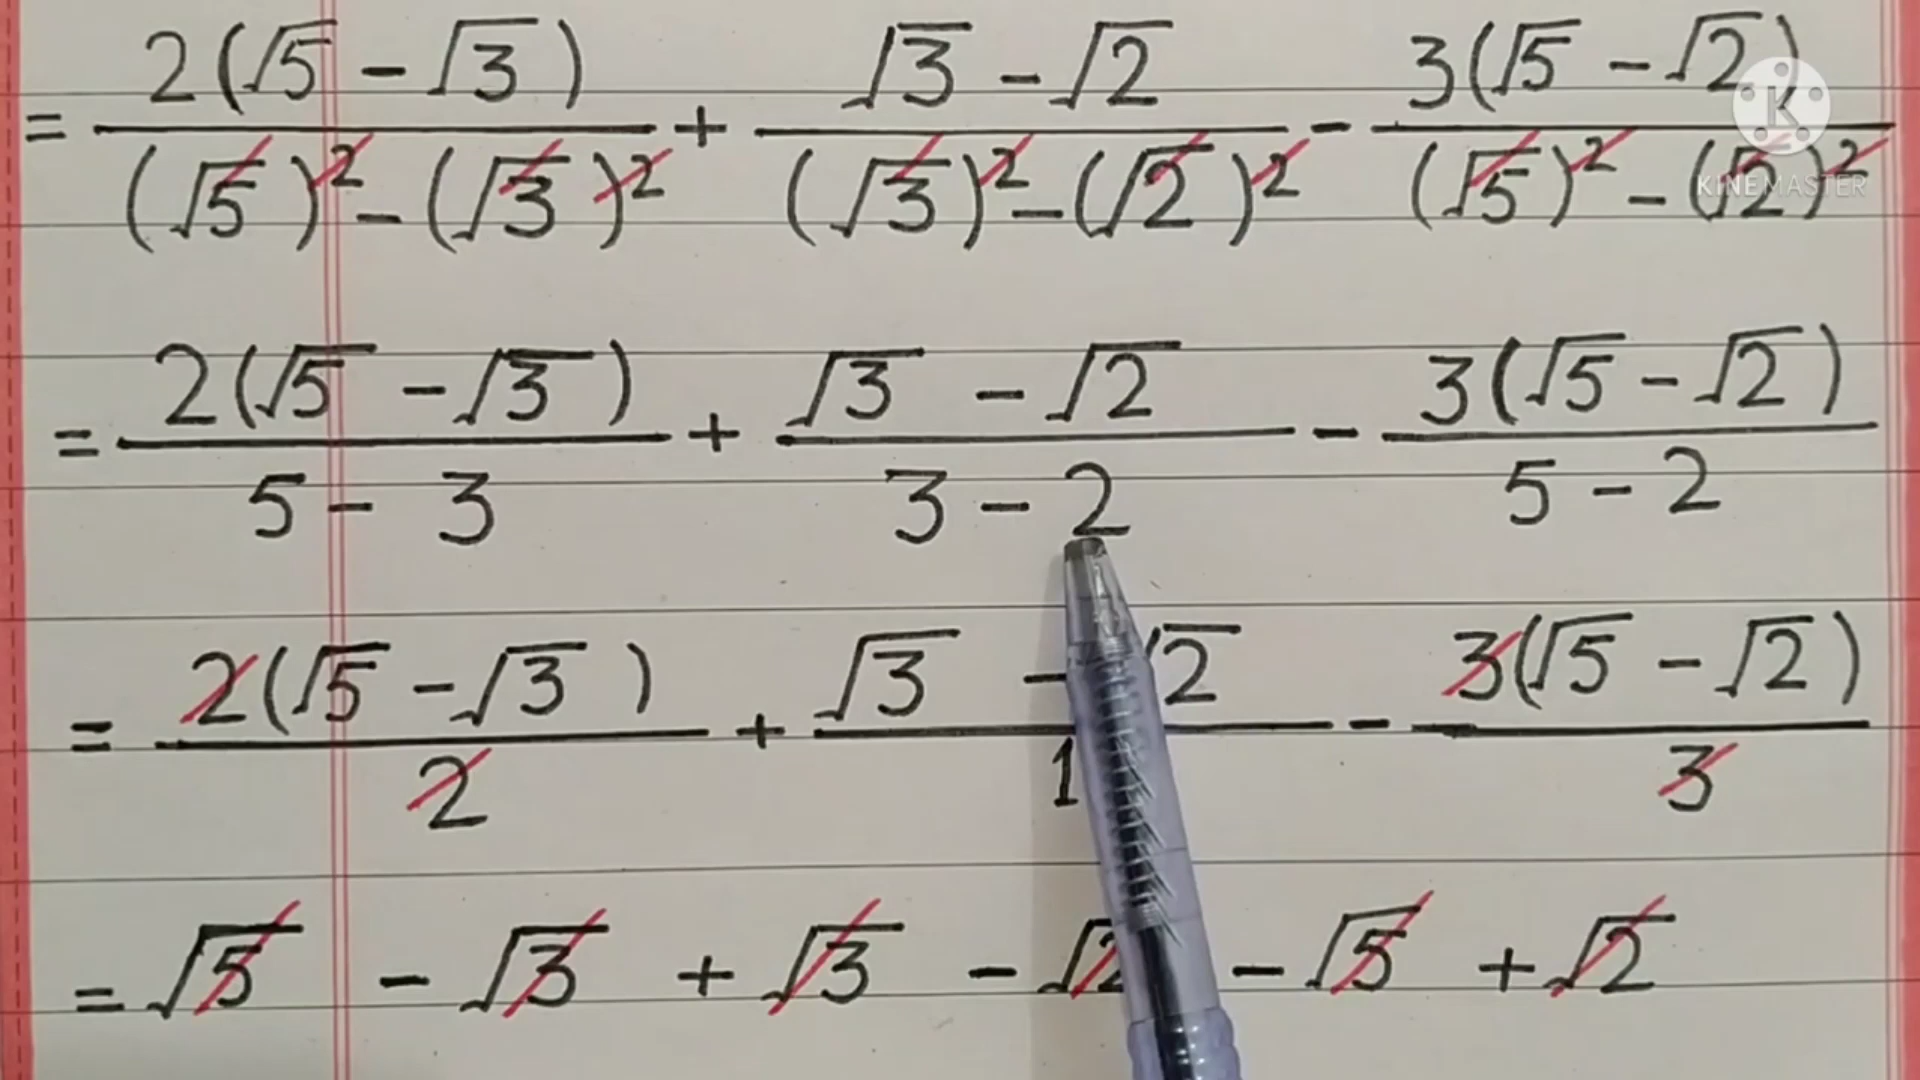 = 2(√5 - √3) / (√5)² - (√3)² + √3 - √2 / (√3)² - (√2)² - 3(√5 - √2) / (√5)² - (√2)²
K
KINEMASTER
= 2(√5 - √3) / 5 - 3 + √3 - √2 / 3 - 2 - 3(√5 - √2) / 5 - 2
= 2(√5 - √3) / 2 + √3 - √2 / 1 - 3(√5 - √2) / 3
= √5 - √3 + √3 - √2 - √5 + √2